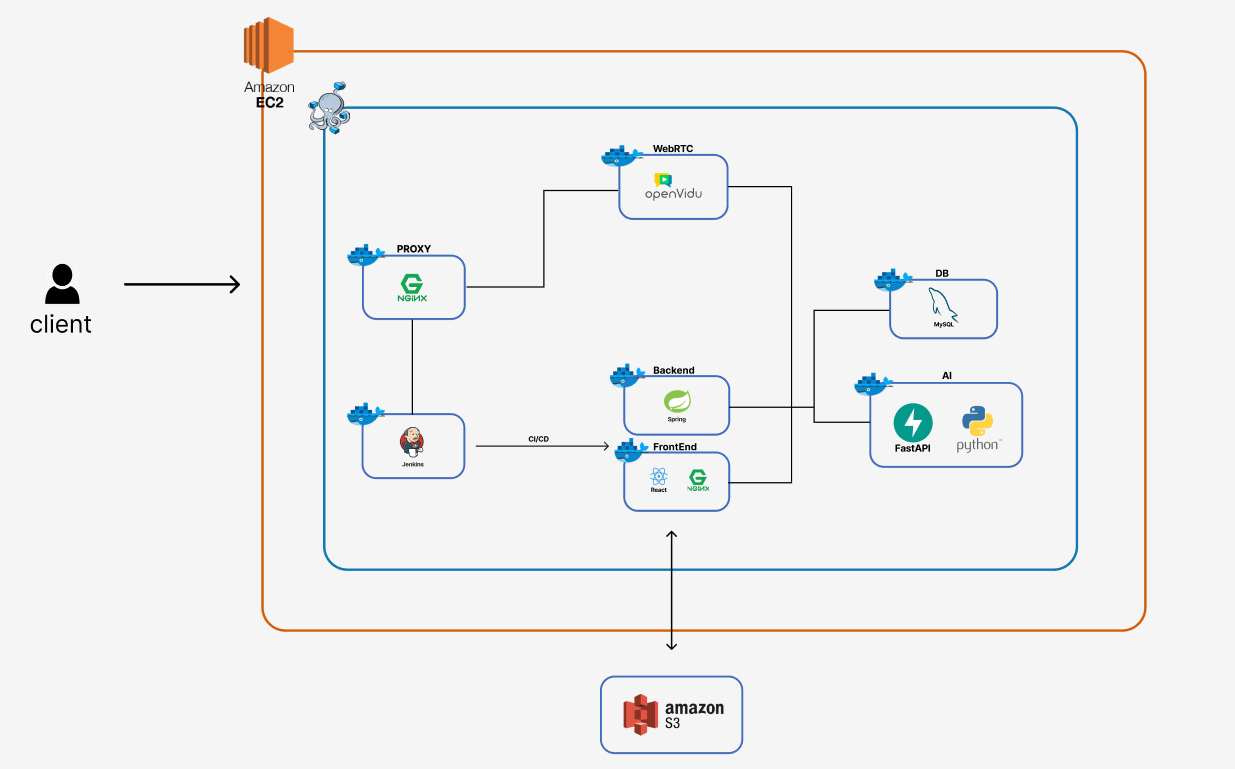 Amazon
EC2
client
WebRTC
openVidu
PROXY
NGINX
DB
MySQL
Backend
Spring
AI
FastAPI
python™
Jenkins
CI/CD
FrontEnd
React
NGINX
amazon
S3